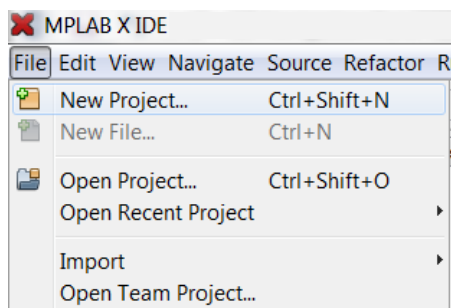 MPLAB X IDE
File Edit View Navigate Source Refactor R
New Project... Ctrl+Shift+N
New File... Ctrl+N
Open Project... Ctrl+Shift+O
Open Recent Project
Import
Open Team Project...